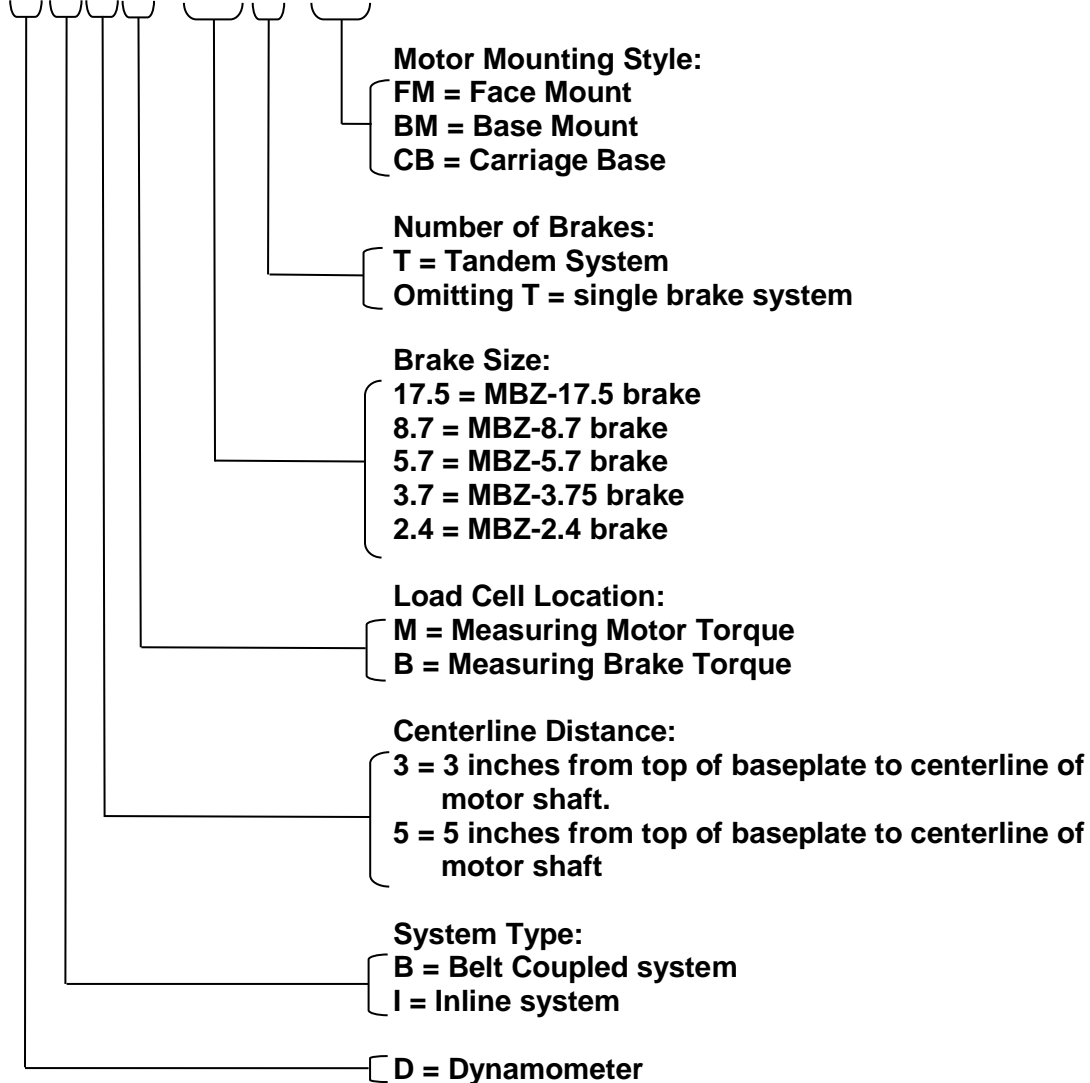 Motor Mounting Style:
FM = Face Mount
BM = Base Mount
CB = Carriage Base
Number of Brakes:
T = Tandem System
Omitting T = single brake system
Brake Size:
17.5 = MBZ-17.5 brake
8.7 = MBZ-8.7 brake
5.7 = MBZ-5.7 brake
3.7 = MBZ-3.75 brake
2.4 = MBZ-2.4 brake
Load Cell Location:
M = Measuring Motor Torque
B = Measuring Brake Torque
Centerline Distance:
3 = 3 inches from top of baseplate to centerline of
motor shaft.
5 = 5 inches from top of baseplate to centerline of
motor shaft
System Type:
B = Belt Coupled system
I = Inline system
D = Dynamometer